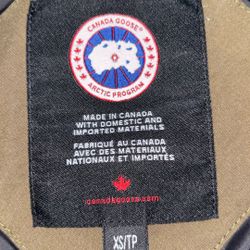 CANADA GOOSE
ARCTIC PROGRAM
MADE IN CANADA
WITH DOMESTIC AND
IMPORTED MATERIALS
FABRIQUÉ AU CANADA
AVEC DES MATERIAUX
NATIONAUX ET IMPORTÉS
canadagoose.com
XS/TP